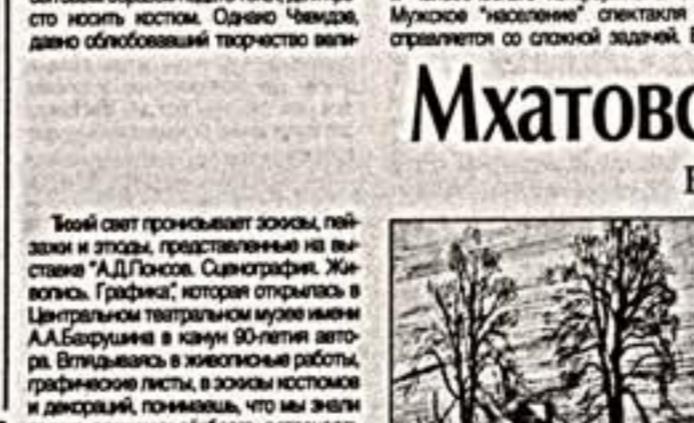 сто носить костюм. Однако Чхвидзе,
давно облюбовавший творчество вели-
Мужское "население" спектакля
справляется со сложной задачей.
Мхатовс
Тихий свет пронизывает эскизы, пей-
зажи и этюды, представленные на вы-
ставке "А.Д.Понсов. Сценография. Жи-
вопись. Графика", которая открылась в
Центральном театральном музее имени
А.А.Бахрушина в канун 90-летия авто-
ра. Вглядываясь в живописные работы,
графические листы, в эскизы костюмов
и декораций, понимаешь, что мы знали